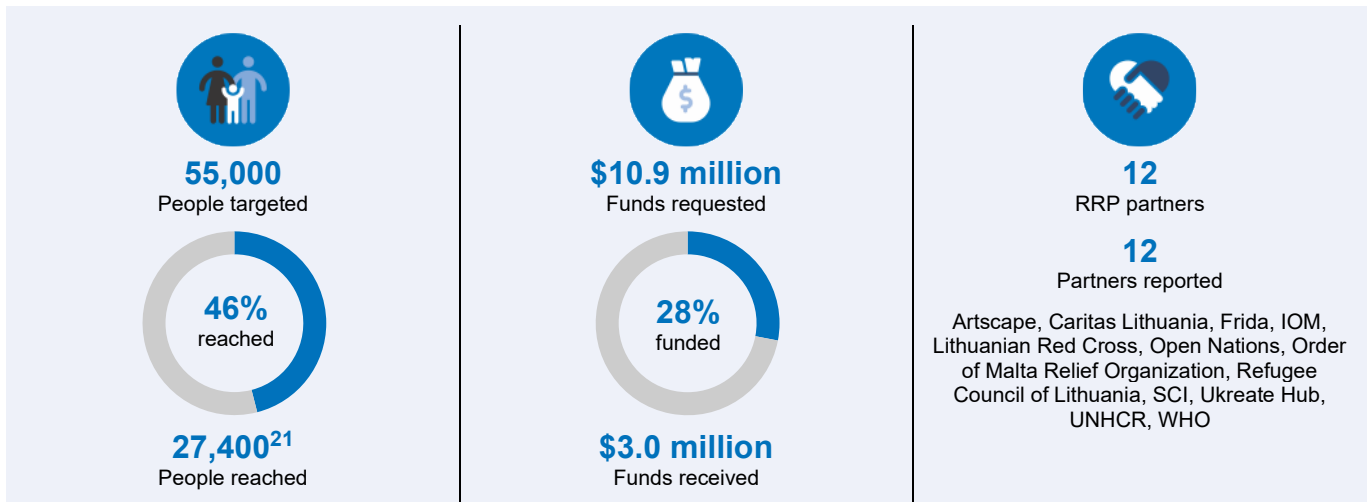 $
55,000
People targeted
46%
reached
27,400²¹
People reached
$10.9 million
Funds requested
28%
funded
$3.0 million
Funds received
12
RRP partners
12
Partners reported
Artscape, Caritas Lithuania, Frida, IOM,
Lithuanian Red Cross, Open Nations, Order
of Malta Relief Organization, Refugee
Council of Lithuania, SCI, Ukreate Hub,
UNHCR, WHO